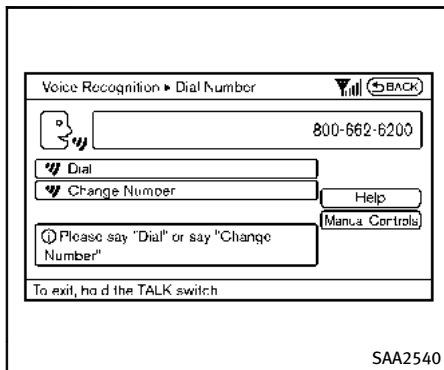 Voice Recognition ▸ Dial Number BACK
800-662-6200
Dial
Change Number
Help
Manual Controls
Please say "Dial" or say "Change
Number"
To exit, hold the TALK switch
SAA2540